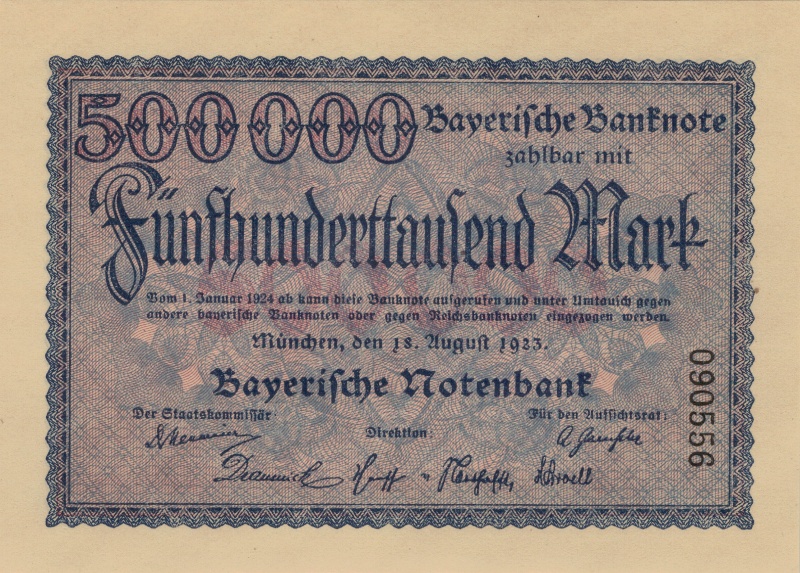 500000 Bayeriſche Banknote
zahlbar mit
Fünfhunderttauſend Mark
Vom 1. Januar 1924 ab kann dieſe Banknote aufgerufen und unter Umtauſch gegen
andere bayeriſche Banknoten oder gegen Reichsbanknoten eingezogen werden.
München, den 18. Auguſt 1923.
Bayeriſche Notenbank
Der Staatskommiſſär:
Für den Aufſichtsrat:
Direktion:
090556